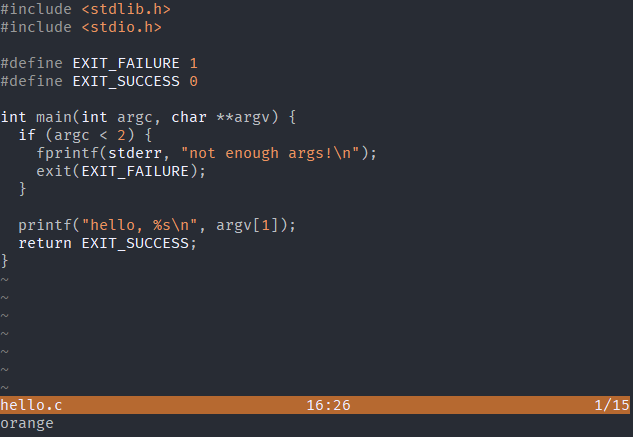 #include <stdlib.h>
#include <stdio.h>

#define EXIT_FAILURE 1
#define EXIT_SUCCESS 0

int main(int argc, char **argv) {
  if (argc < 2) {
    fprintf(stderr, "not enough args!\n");
    exit(EXIT_FAILURE);
  }

  printf("hello, %s\n", argv[1]);
  return EXIT_SUCCESS;
}
~
~
~
~
~
~
~
hello.c 16:26 1/15
orange